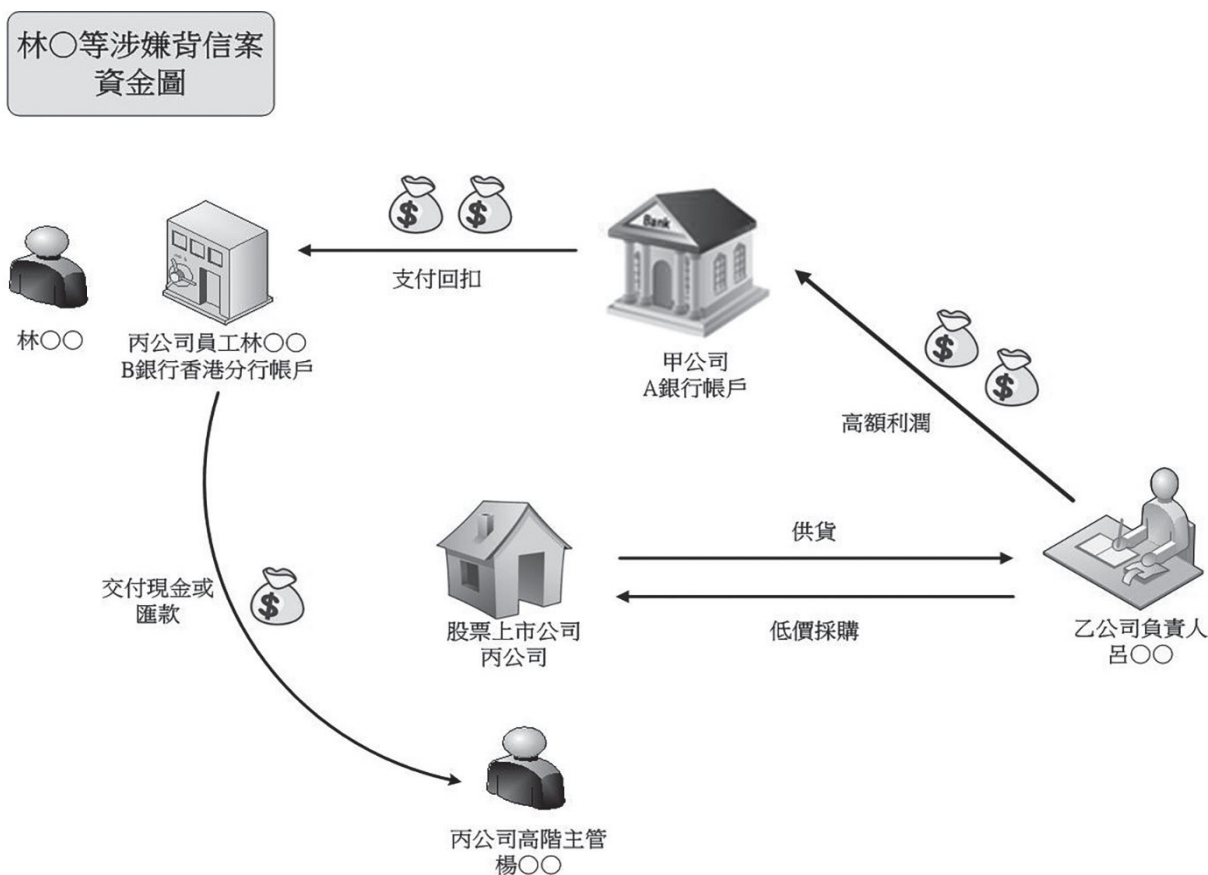 林○等涉嫌背信案
資金圖
$ $
支付回扣
Bank
林○○
丙公司員工林○○
B銀行香港分行帳戶
甲公司
A銀行帳戶
$
$
高額利潤
交付現金或
匯款
$
股票上市公司
丙公司
供貨
低價採購
乙公司負責人
呂○○
丙公司高階主管
楊○○